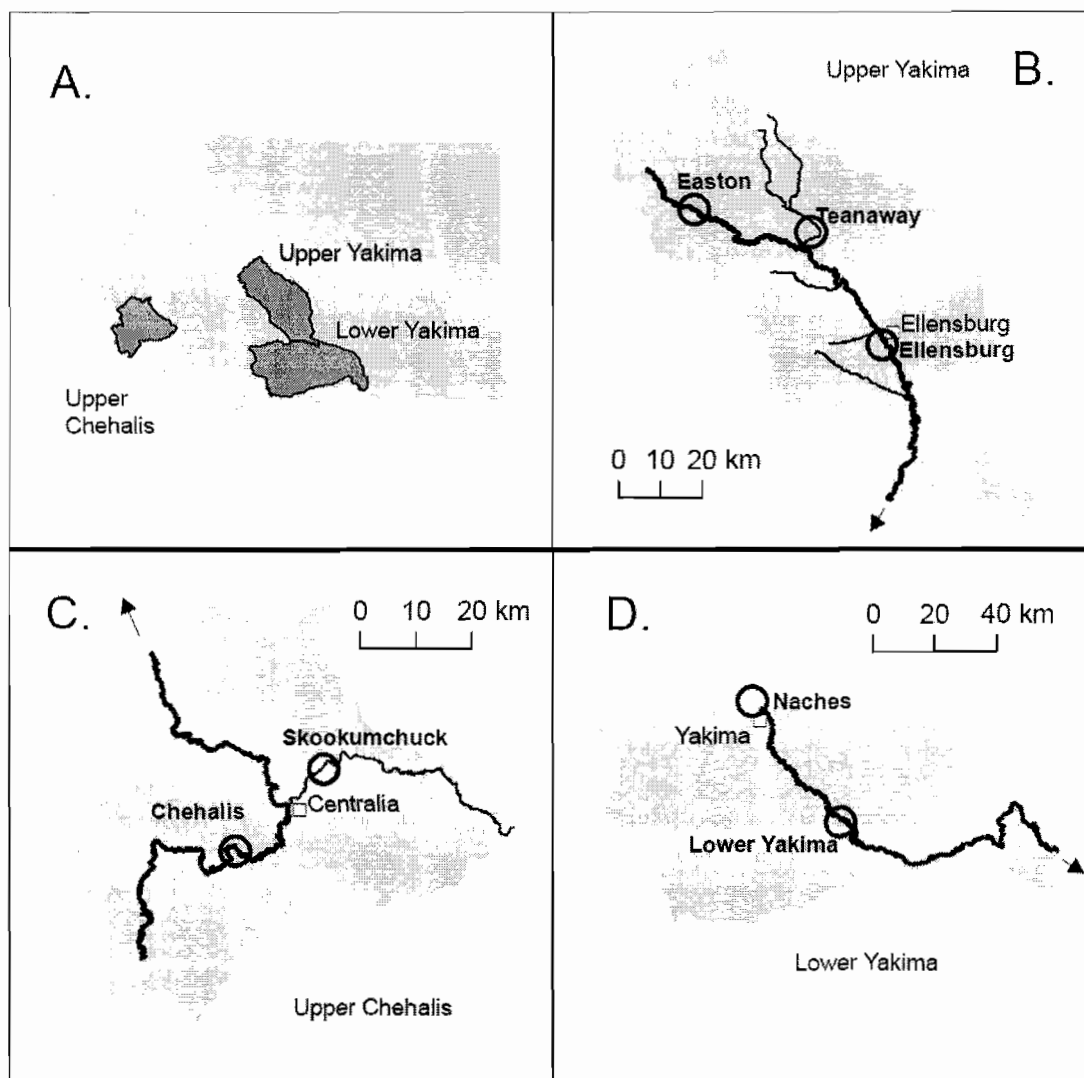 A.
Upper Yakima
Lower Yakima
Upper
Chehalis
B.
Upper Yakima
Easton
Teanaway
Ellensburg
Ellensburg
0 10 20 km
C.
0 10 20 km
Skookumchuck
Centralia
Chehalis
Upper Chehalis
D.
0 20 40 km
Naches
Yakima
Lower Yakima
Lower Yakima